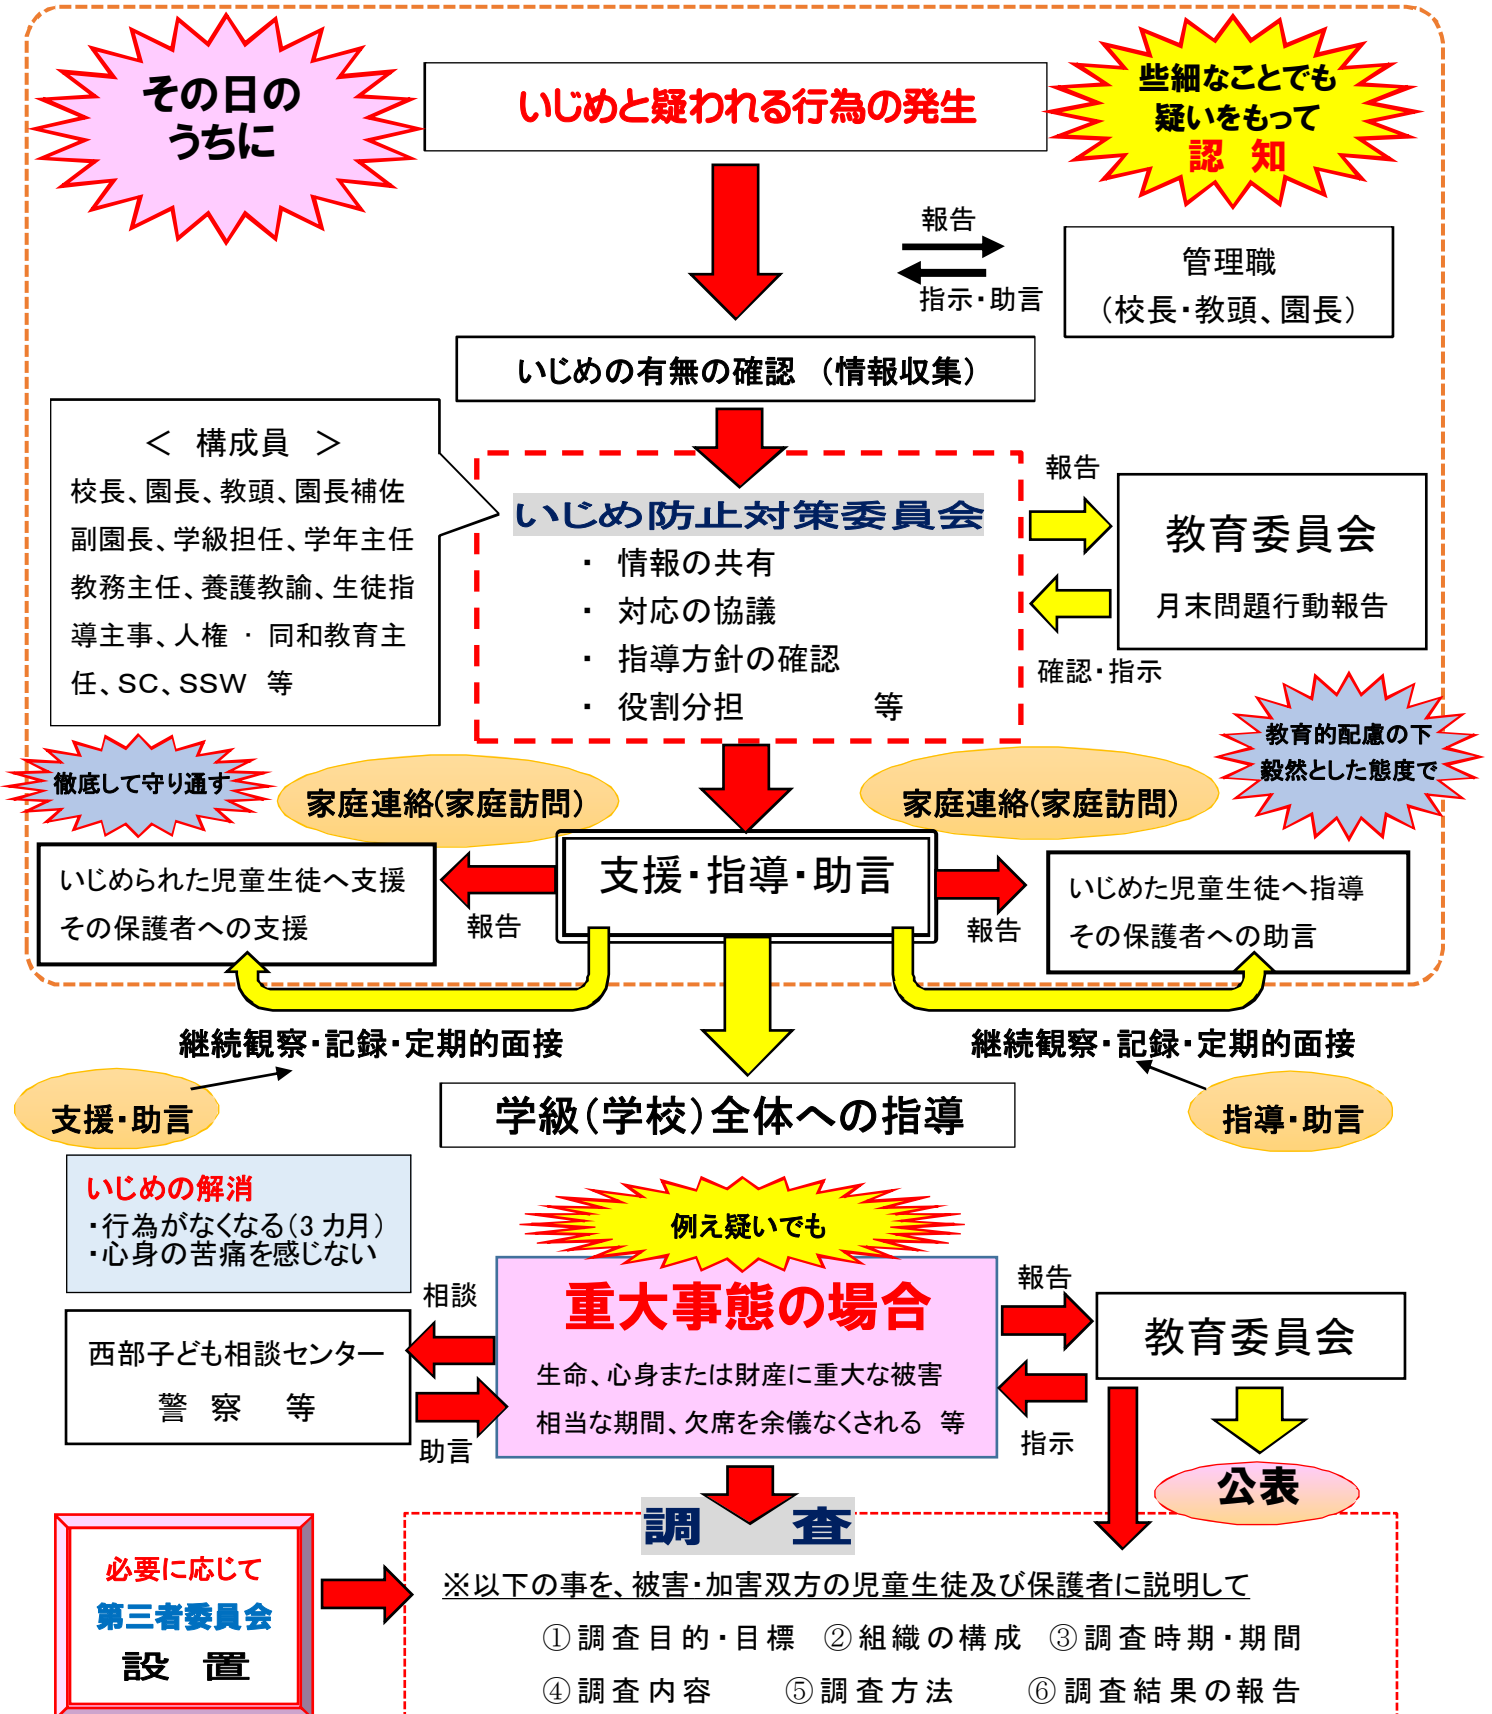 その日の
うちに
いじめと疑われる行為の発生
些細なことでも
疑いをもって
認　知
報告
指示・助言
管理職
（校長・教頭、園長）
いじめの有無の確認　（情報収集）
＜　構成員　＞
校長、園長、教頭、園長補佐
副園長、学級担任、学年主任
教務主任、養護教諭、生徒指
導主事、人権 ・ 同和教育主
任、SC、SSW　等
いじめ防止対策委員会
・　情報の共有
・　対応の協議
・　指導方針の確認
・　役割分担　　　　等
報告
確認・指示
教育委員会
月末問題行動報告
徹底して守り通す
家庭連絡(家庭訪問)
家庭連絡(家庭訪問)
教育的配慮の下
毅然とした態度で
いじめられた児童生徒へ支援
その保護者への支援
報告
支援・指導・助言
報告
いじめた児童生徒へ指導
その保護者への助言
継続観察・記録・定期的面接
継続観察・記録・定期的面接
支援・助言
学級（学校）全体への指導
指導・助言
いじめの解消
・行為がなくなる（3 カ月）
・心身の苦痛を感じない
例え疑いでも
重大事態の場合
生命、心身または財産に重大な被害
相当な期間、欠席を余儀なくされる　等
相談
助言
西部子ども相談センター
警　察　　等
報告
指示
教育委員会
公表
調　　査
必要に応じて
第三者委員会
設　置
※以下の事を、被害・加害双方の児童生徒及び保護者に説明して
①調査目的・目標　②組織の構成　③調査時期・期間
④調査内容　　⑤調査方法　　⑥調査結果の報告